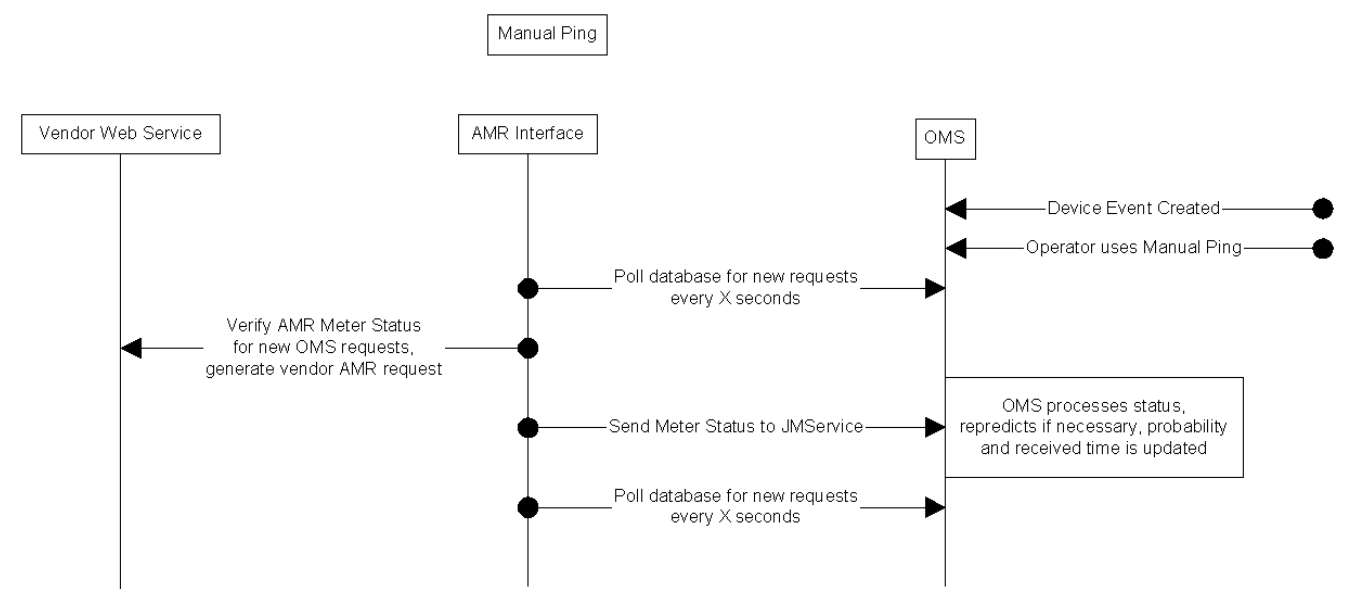 Manual Ping
Vendor Web Service
AMR Interface
OMS
Device Event Created
Operator uses Manual Ping
Poll database for new requests
every X seconds
Verify AMR Meter Status
for new OMS requests,
generate vendor AMR request
Send Meter Status to JMService
OMS processes status,
repredicts if necessary, probability
and received time is updated
Poll database for new requests
every X seconds